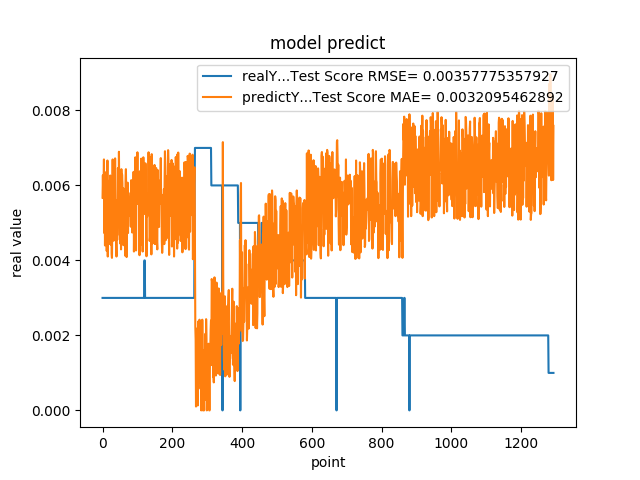 model predict
realY...Test Score RMSE= 0.00357775357927
predictY...Test Score MAE= 0.0032095462892
0.008
0.006
0.004
0.002
0.000
real value
0 200 400 600 800 1000 1200
point